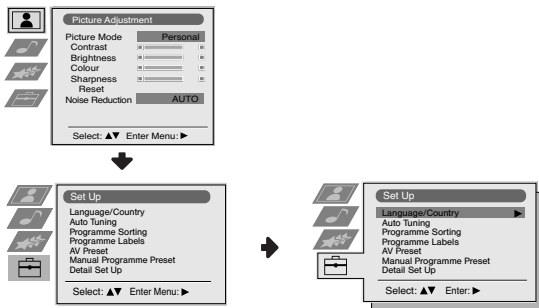 Picture Adjustment
Picture Mode Personal
Contrast
Brightness
Colour
Sharpness
Reset
Noise Reduction AUTO
Select: ▲▼ Enter Menu: ▶
Set Up
Language/Country
Auto Tuning
Programme Sorting
Programme Labels
AV Preset
Manual Programme Preset
Detail Set Up
Select: ▲▼ Enter Menu: ▶
Set Up
Language/Country ▶
Auto Tuning
Programme Sorting
Programme Labels
AV Preset
Manual Programme Preset
Detail Set Up
Select: ▲▼ Enter: ▶